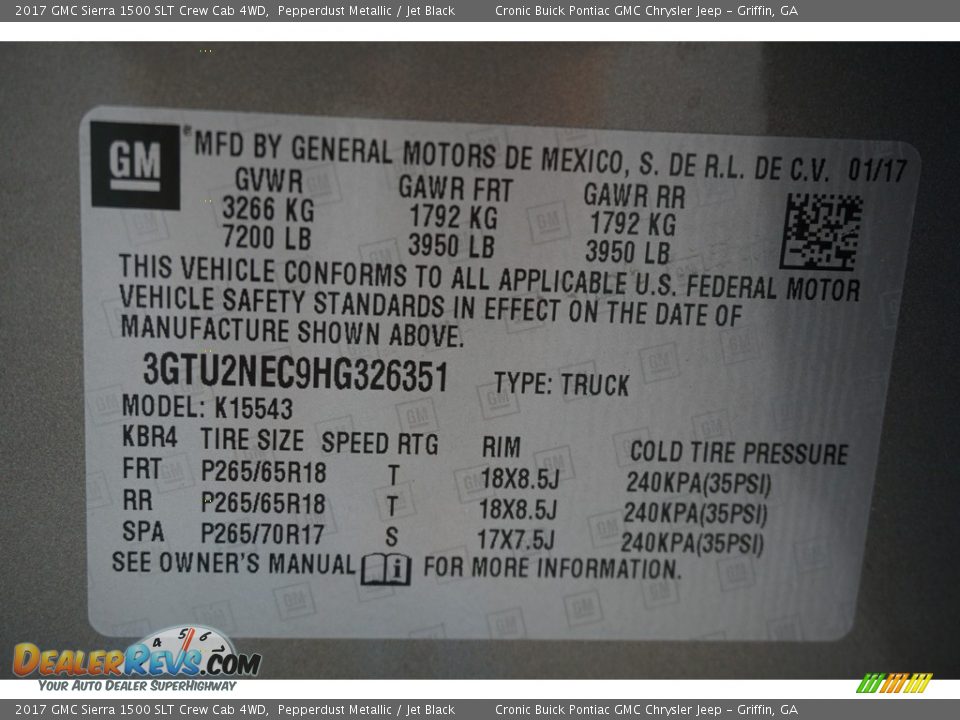 2017 GMC Sierra 1500 SLT Crew Cab 4WD, Pepperdust Metallic / Jet Black Cronic Buick Pontiac GMC Chrysler Jeep – Griffin, GA
GM ® MFD BY GENERAL MOTORS DE MEXICO, S. DE R.L. DE C.V. 01/17
GVWR GAWR FRT GAWR RR
3266 KG 1792 KG 1792 KG
7200 LB 3950 LB 3950 LB
THIS VEHICLE CONFORMS TO ALL APPLICABLE U.S. FEDERAL MOTOR
VEHICLE SAFETY STANDARDS IN EFFECT ON THE DATE OF
MANUFACTURE SHOWN ABOVE.
3GTU2NEC9HG326351 TYPE: TRUCK
MODEL: K15543
KBR4 TIRE SIZE SPEED RTG RIM COLD TIRE PRESSURE
FRT P265/65R18 T 18X8.5J 240KPA(35PSI)
RR P265/65R18 T 18X8.5J 240KPA(35PSI)
SPA P265/70R17 S 17X7.5J 240KPA(35PSI)
SEE OWNER'S MANUAL i FOR MORE INFORMATION.
4 5 6 7
DEALERREVS.COM
YOUR AUTO DEALER SUPERHIGHWAY
2017 GMC Sierra 1500 SLT Crew Cab 4WD, Pepperdust Metallic / Jet Black Cronic Buick Pontiac GMC Chrysler Jeep – Griffin, GA